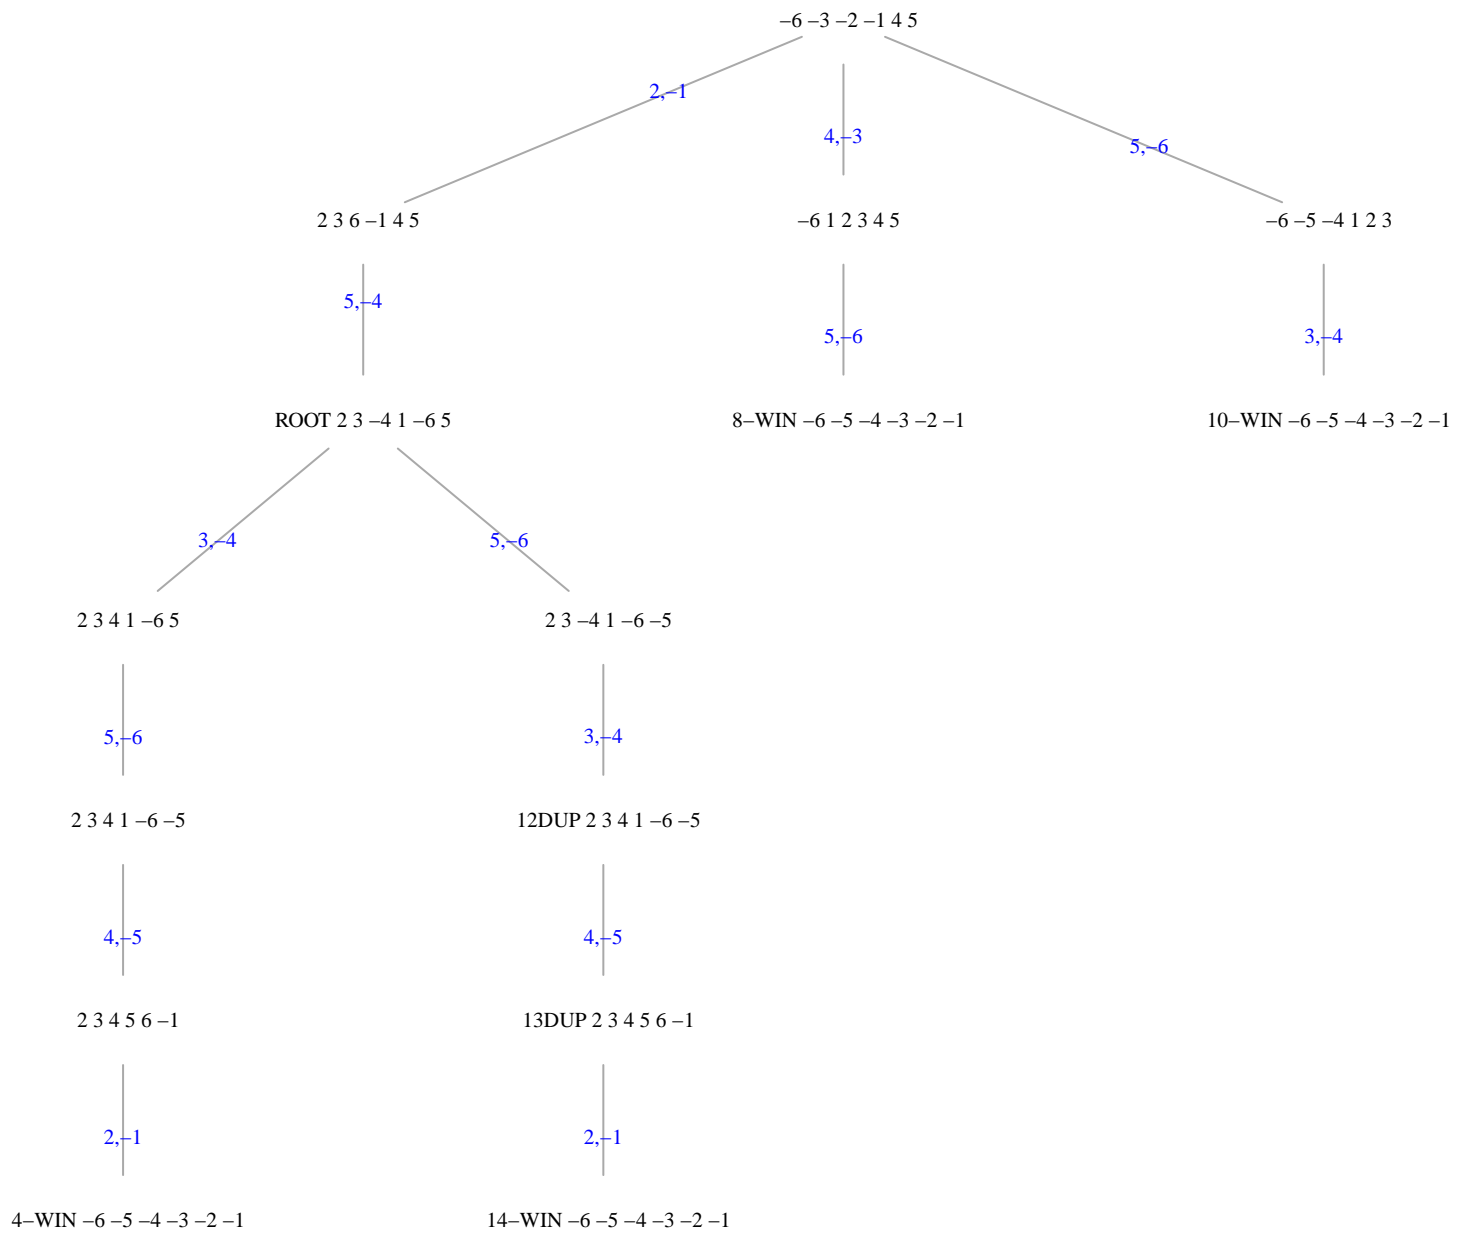 –6 –3 –2 –1 4 5
2,–1
4,–3
5,–6
2 3 6 –1 4 5
–6 1 2 3 4 5
–6 –5 –4 1 2 3
5,–4
5,–6
3,–4
ROOT 2 3 –4 1 –6 5
8–WIN –6 –5 –4 –3 –2 –1
10–WIN –6 –5 –4 –3 –2 –1
3,–4
5,–6
2 3 4 1 –6 5
2 3 –4 1 –6 –5
5,–6
3,–4
2 3 4 1 –6 –5
12DUP 2 3 4 1 –6 –5
4,–5
4,–5
2 3 4 5 6 –1
13DUP 2 3 4 5 6 –1
2,–1
2,–1
4–WIN –6 –5 –4 –3 –2 –1
14–WIN –6 –5 –4 –3 –2 –1